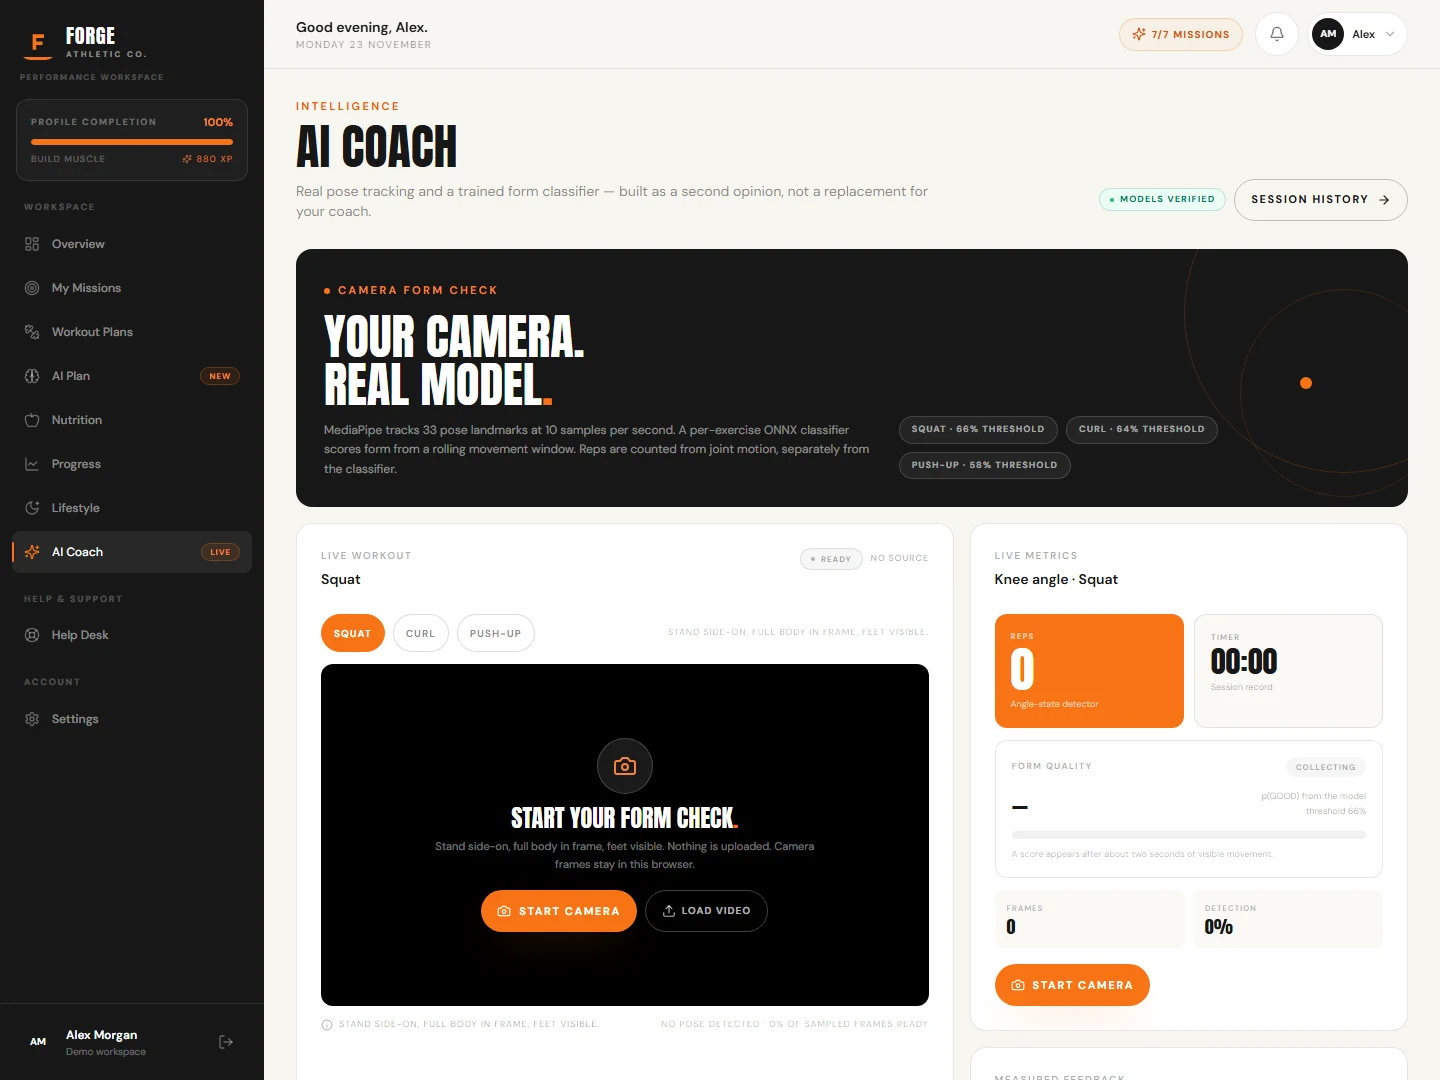 F
FORGE
ATHLETIC CO.
PERFORMANCE WORKSPACE
PROFILE COMPLETION 100%
BUILD MUSCLE 880 XP
WORKSPACE
Overview
My Missions
Workout Plans
AI Plan NEW
Nutrition
Progress
Lifestyle
AI Coach LIVE
HELP & SUPPORT
Help Desk
ACCOUNT
Settings
AM
Alex Morgan
Demo workspace
Good evening, Alex.
MONDAY 23 NOVEMBER
7/7 MISSIONS
AM Alex
INTELLIGENCE
AI COACH
Real pose tracking and a trained form classifier — built as a second opinion, not a replacement for
your coach.
MODELS VERIFIED
SESSION HISTORY
CAMERA FORM CHECK
YOUR CAMERA.
REAL MODEL.
MediaPipe tracks 33 pose landmarks at 10 samples per second. A per-exercise ONNX classifier
scores form from a rolling movement window. Reps are counted from joint motion, separately from
the classifier.
SQUAT · 66% THRESHOLD
CURL · 64% THRESHOLD
PUSH-UP · 58% THRESHOLD
LIVE WORKOUT
Squat
READY
NO SOURCE
SQUAT
CURL
PUSH-UP
STAND SIDE-ON, FULL BODY IN FRAME, FEET VISIBLE.
START YOUR FORM CHECK.
Stand side-on, full body in frame, feet visible. Nothing is uploaded. Camera
frames stay in this browser.
START CAMERA
LOAD VIDEO
STAND SIDE-ON, FULL BODY IN FRAME, FEET VISIBLE.
NO POSE DETECTED · 0% OF SAMPLED FRAMES READY
LIVE METRICS
Knee angle · Squat
REPS
0
Angle-state detector
TIMER
00:00
Session record
FORM QUALITY
COLLECTING
—
p(GOOD) from the model
threshold 66%
A score appears after about two seconds of visible movement.
FRAMES
0
DETECTION
0%
START CAMERA
MEASURED FEEDBACK